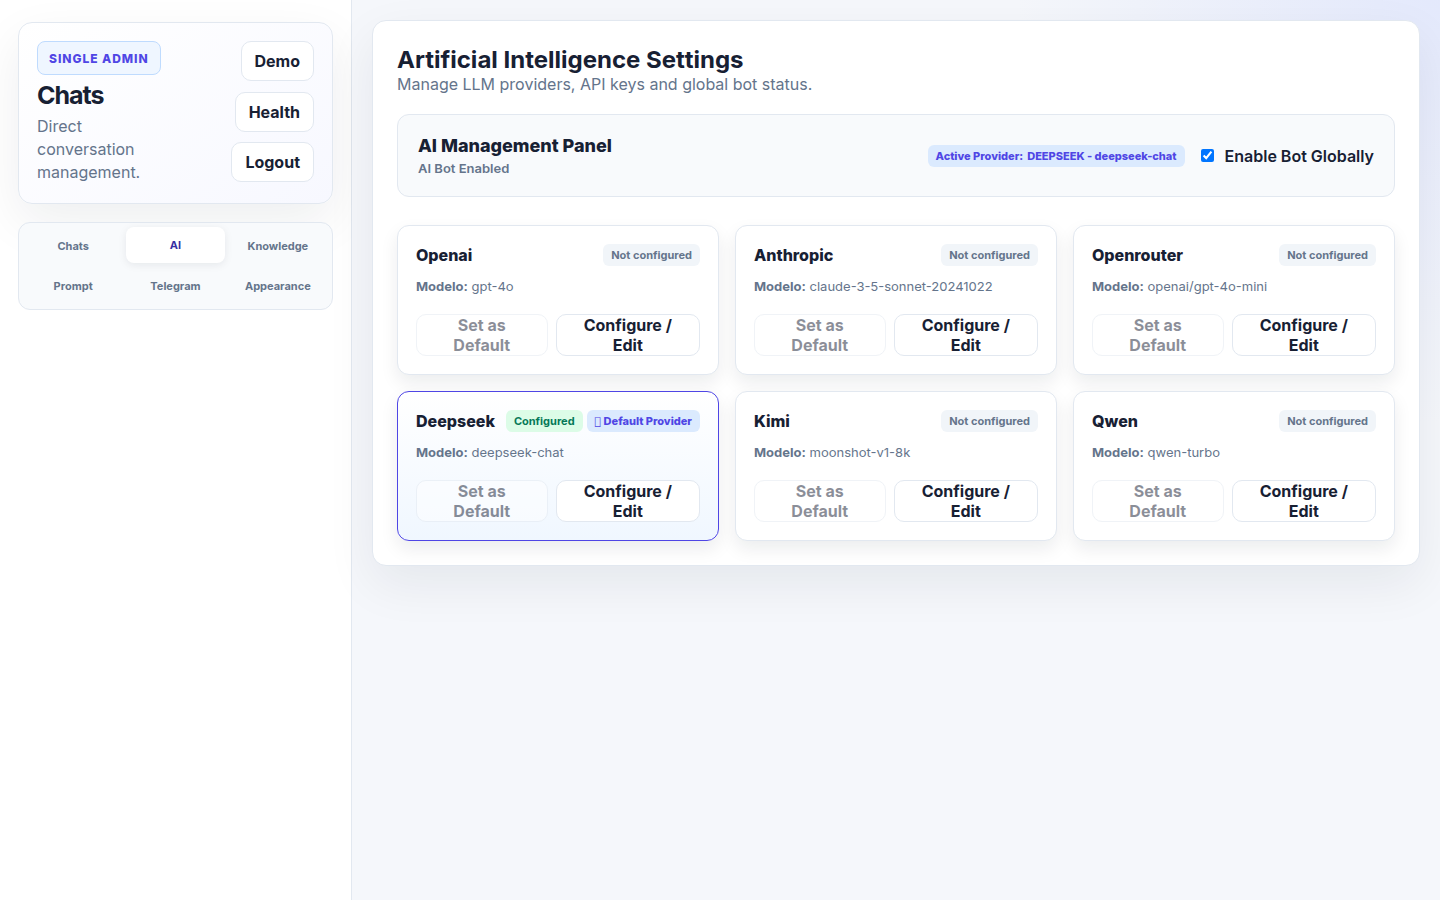 SINGLE ADMIN
Chats
Direct
conversation
management.
Demo
Health
Logout
Chats
AI
Knowledge
Prompt
Telegram
Appearance
Artificial Intelligence Settings
Manage LLM providers, API keys and global bot status.
AI Management Panel
AI Bot Enabled
Active Provider: DEEPSEEK - deepseek-chat
Enable Bot Globally
Openai
Not configured
Modelo: gpt-4o
Set as
Default
Configure /
Edit
Anthropic
Not configured
Modelo: claude-3-5-sonnet-20241022
Set as
Default
Configure /
Edit
Openrouter
Not configured
Modelo: openai/gpt-4o-mini
Set as
Default
Configure /
Edit
Deepseek
Configured
Default Provider
Modelo: deepseek-chat
Set as
Default
Configure /
Edit
Kimi
Not configured
Modelo: moonshot-v1-8k
Set as
Default
Configure /
Edit
Qwen
Not configured
Modelo: qwen-turbo
Set as
Default
Configure /
Edit